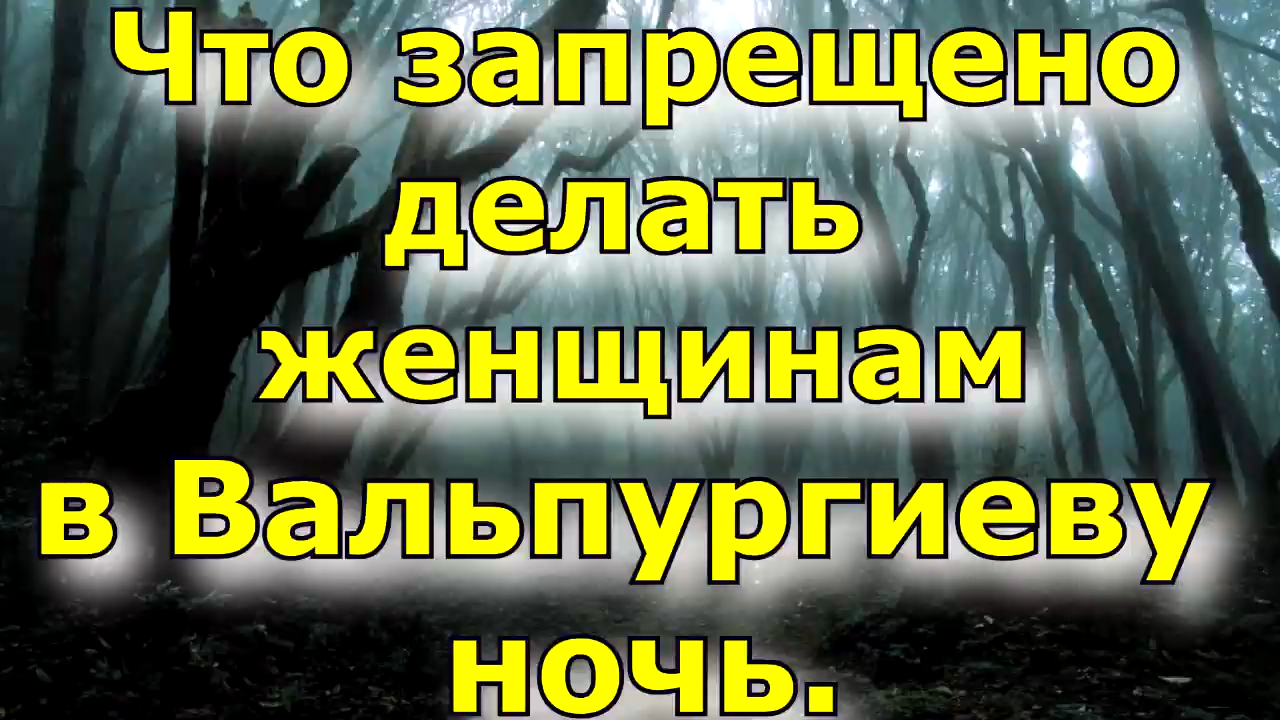 Что запрещено
делать
женщинам
в Вальпургиеву
ночь.